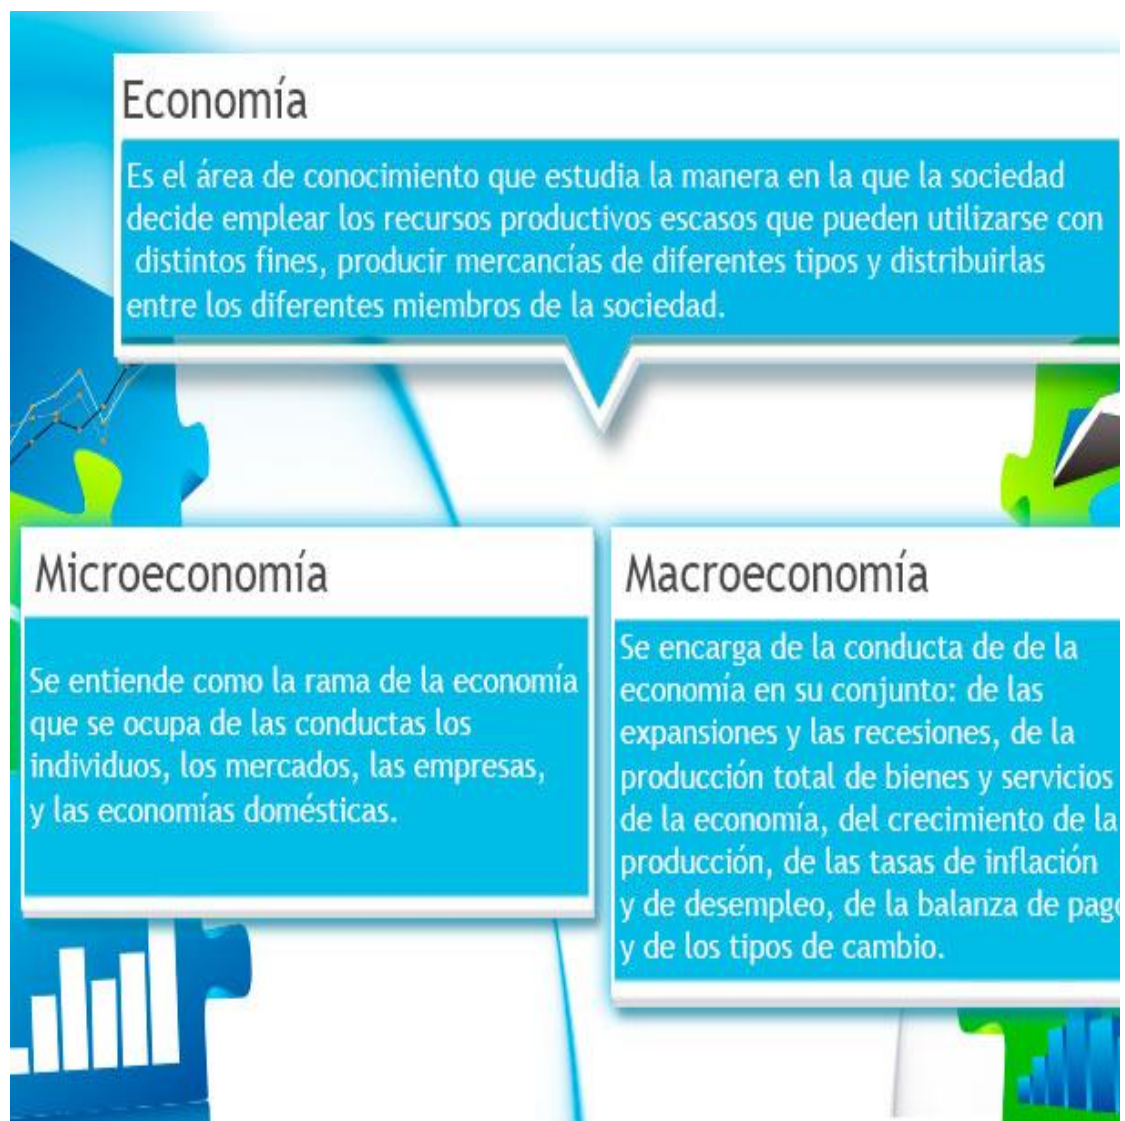 Economía
Es el área de conocimiento que estudia la manera en la que la sociedad
decide emplear los recursos productivos escasos que pueden utilizarse con
distintos fines, producir mercancías de diferentes tipos y distribuirlas
entre los diferentes miembros de la sociedad.
Microeconomía
Se entiende como la rama de la economía
que se ocupa de las conductas los
individuos, los mercados, las empresas,
y las economías domésticas.
Macroeconomía
Se encarga de la conducta de de la
economía en su conjunto: de las
expansiones y las recesiones, de la
producción total de bienes y servicios
de la economía, del crecimiento de la
producción, de las tasas de inflación
y de desempleo, de la balanza de
y de los tipos de cambio.